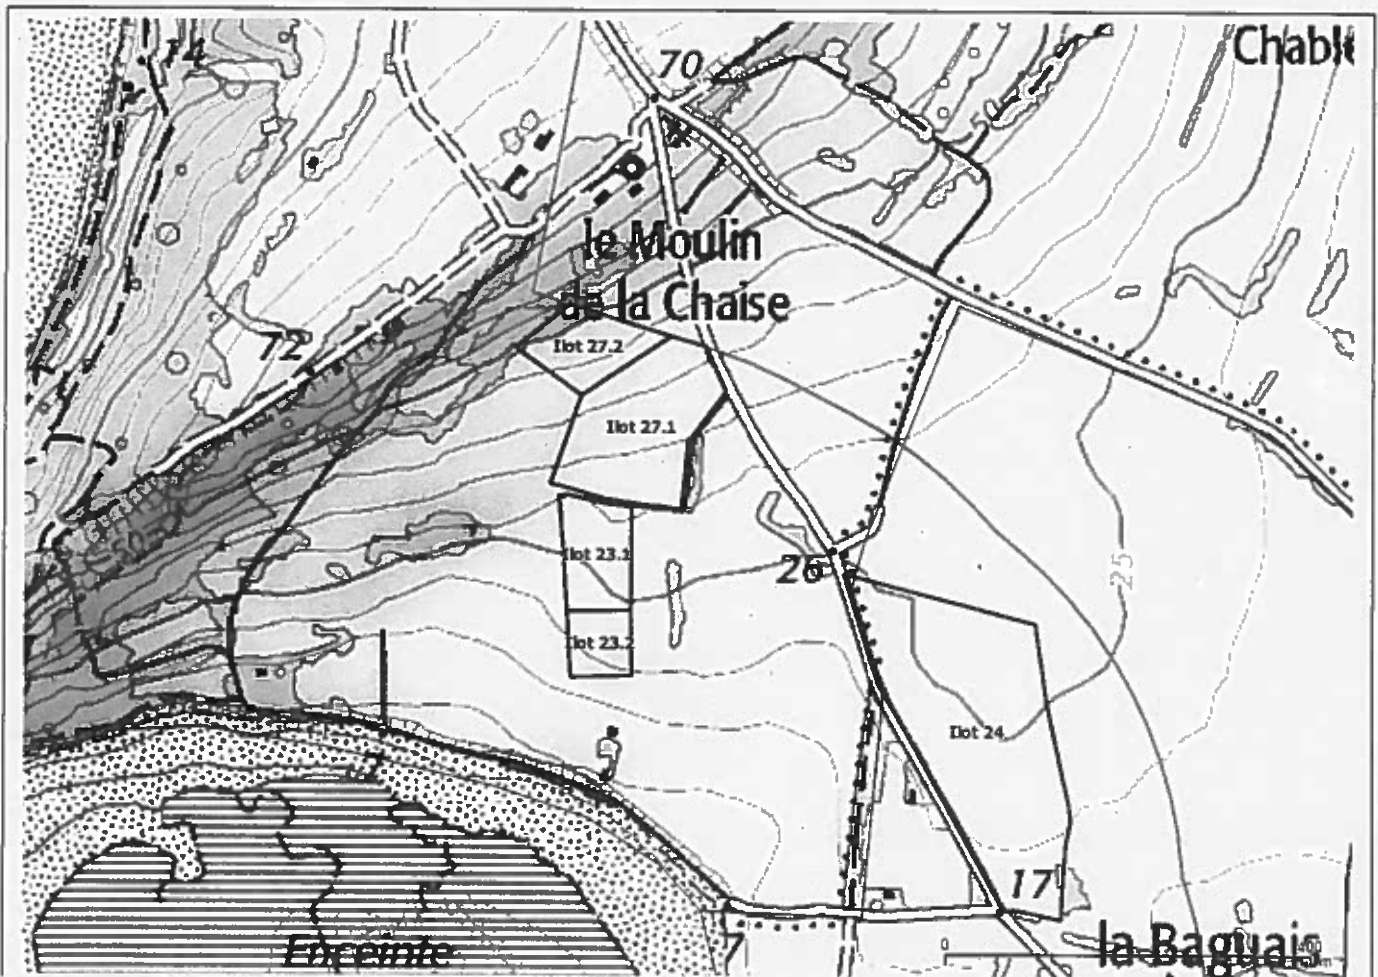 Chable
74
70
le Moulin
de la Chaise
72
Ilot 27.2
Ilot 27.1
Ilot 23.1
26
25
Ilot 23.2
Ilot 24
17
Enceinte
7
la Baguais